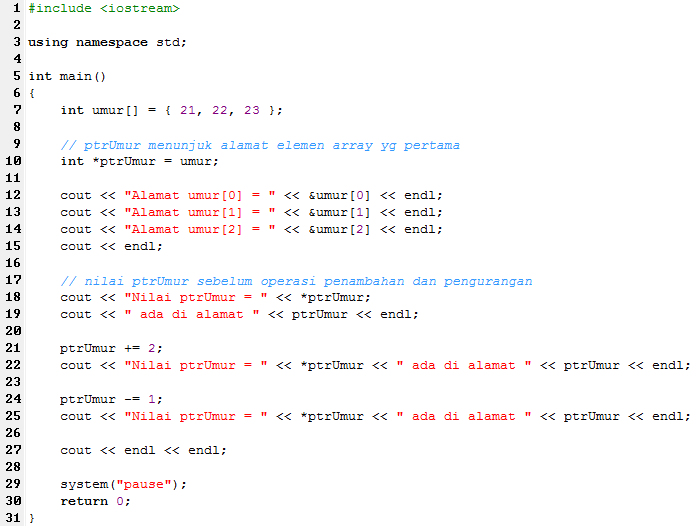 1 #include <iostream>
2
3 using namespace std;
4
5 int main()
6 {
7     int umur[] = { 21, 22, 23 };
8
9     // ptrUmur menunjuk alamat elemen array yg pertama
10     int *ptrUmur = umur;
11
12     cout << "Alamat umur[0] = " << &umur[0] << endl;
13     cout << "Alamat umur[1] = " << &umur[1] << endl;
14     cout << "Alamat umur[2] = " << &umur[2] << endl;
15     cout << endl;
16
17     // nilai ptrUmur sebelum operasi penambahan dan pengurangan
18     cout << "Nilai ptrUmur = " << *ptrUmur;
19     cout << " ada di alamat " << ptrUmur << endl;
20
21     ptrUmur += 2;
22     cout << "Nilai ptrUmur = " << *ptrUmur << " ada di alamat " << ptrUmur << endl;
23
24     ptrUmur -= 1;
25     cout << "Nilai ptrUmur = " << *ptrUmur << " ada di alamat " << ptrUmur << endl;
26
27     cout << endl << endl;
28
29     system("pause");
30     return 0;
31 }